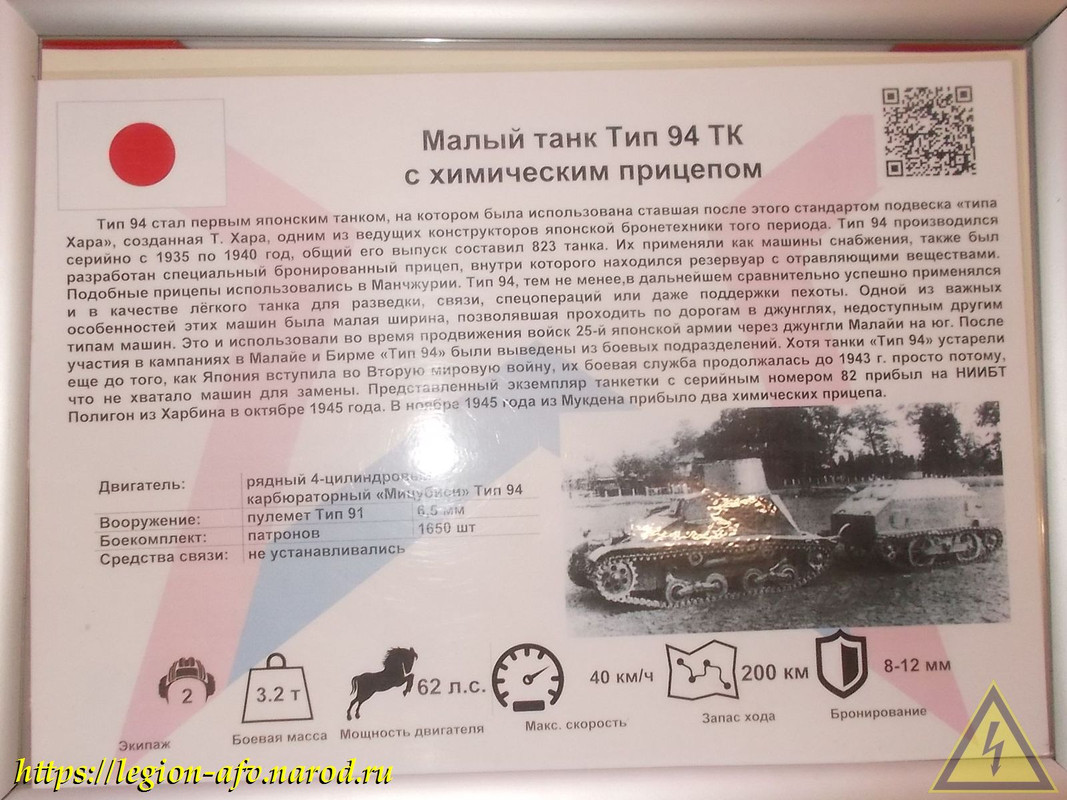 Малый танк Тип 94 ТК
с химическим прицепом
Тип 94 стал первым японским танком, на котором была использована ставшая после этого стандартом подвеска «типа
Хара», созданная Т. Хара, одним из ведущих конструкторов японской бронетехники того периода. Тип 94 производился
серийно с 1935 по 1940 год, общий его выпуск составил 823 танка. Их применяли как машины снабжения, также был
разработан специальный бронированный прицеп, внутри которого находился резервуар с отравляющими веществами.
Подобные прицепы использовались в Манчжурии. Тип 94, тем не менее,в дальнейшем сравнительно успешно применялся
и в качестве лёгкого танка для разведки, связи, спецопераций или даже поддержки пехоты. Одной из важных
особенностей этих машин была малая ширина, позволявшая проходить по дорогам в джунглях, недоступным другим
типам машин. Это и использовали во время продвижения войск 25-й японской армии через джунгли Малайи на юг. После
участия в кампаниях в Малайе и Бирме «Тип 94» были выведены из боевых подразделений. Хотя танки «Тип 94» устарели
еще до того, как Япония вступила во Вторую мировую войну, их боевая служба продолжалась до 1943 г. просто потому,
что не хватало машин для замены. Представленный экземпляр танкетки с серийным номером 82 прибыл на НИИБТ
Полигон из Харбина в октябре 1945 года. В ноябре 1945 года из Мукдена прибыло два химических прицепа.
Двигатель: рядный 4-цилиндровый
карбюраторный «Мицубиси» Тип 94
Вооружение: пулемет Тип 91 6,5 мм
Боекомплект: патронов 1650 шт
Средства связи: не устанавливались
2 3.2 т 62 л.с. 40 км/ч 200 км 8-12 мм
Экипаж Боевая масса Мощность двигателя Макс. скорость Запас хода Бронирование
https://legion-afv.narod.ru